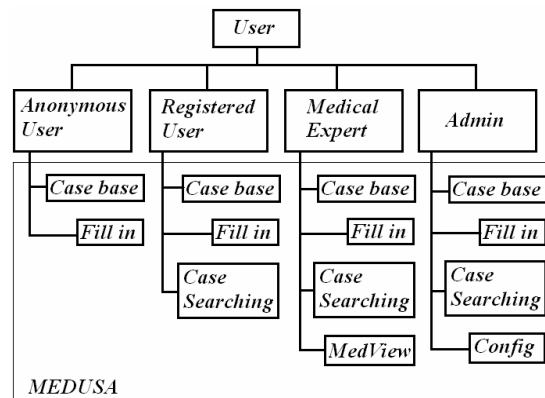 User
Anonymous
User
Registered
User
Medical
Expert
Admin
Case base
Fill in
Case base
Fill in
Case
Searching
Case base
Fill in
Case
Searching
MedView
Case base
Fill in
Case
Searching
Config
MEDUSA